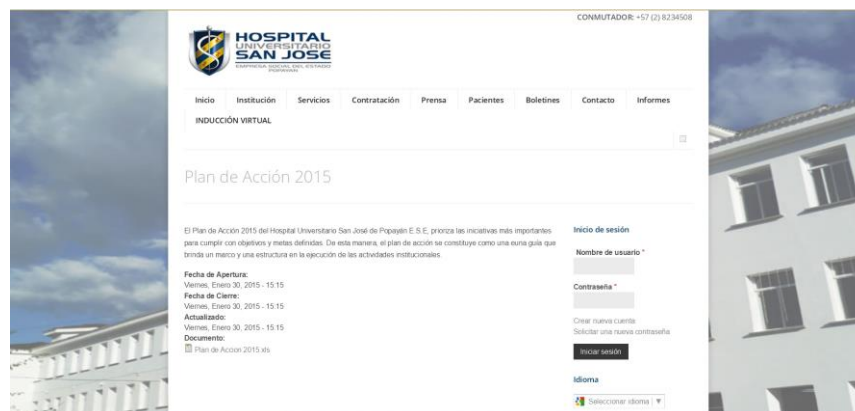 CONMUTADOR: +57 (2) 8234508
HOSPITAL
UNIVERSITARIO
SAN JOSE
EMPRESA SOCIAL DEL ESTADO
POPAYAN
Inicio Institución Servicios Contratación Prensa Pacientes Boletines Contacto Informes
INDUCCIÓN VIRTUAL
Plan de Acción 2015
El Plan de Acción 2015 del Hospital Universitario San José de Popayán E.S.E, prioriza las iniciativas más importantes
para cumplir con objetivos y metas definidas. De esta manera, el plan de acción se constituye como una euna guía que
brinda un marco y una estructura en la ejecución de las actividades institucionales.
Fecha de Apertura:
Viernes, Enero 30, 2015 - 15:15
Fecha de Cierre:
Viernes, Enero 30, 2015 - 15:15
Actualizado:
Viernes, Enero 30, 2015 - 15:15
Documento:
Plan de Accion 2015.xls
Inicio de sesión
Nombre de usuario *
Contraseña *
Crear nueva cuenta
Solicitar una nueva contraseña
Iniciar sesión
Idioma
Seleccionar idioma ▼